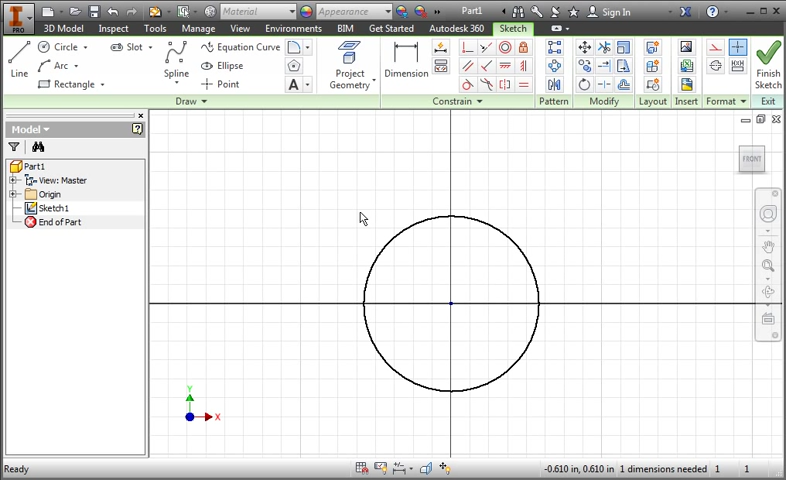 PRO
Material
Appearance
Part1
Sign In
3D Model Inspect Tools Manage View Environments BIM Get Started Autodesk 360 Sketch
Line
Circle
Arc
Rectangle
Slot
Spline
Equation Curve
Ellipse
Point
A
Project
Geometry
Dimension
Finish
Sketch
Draw Constrain Pattern Modify Layout Insert Format Exit
Model
Part1
View: Master
Origin
Sketch1
End of Part
FRONT
Y
X
Ready
-0.610 in, 0.610 in 1 dimensions needed 1 1